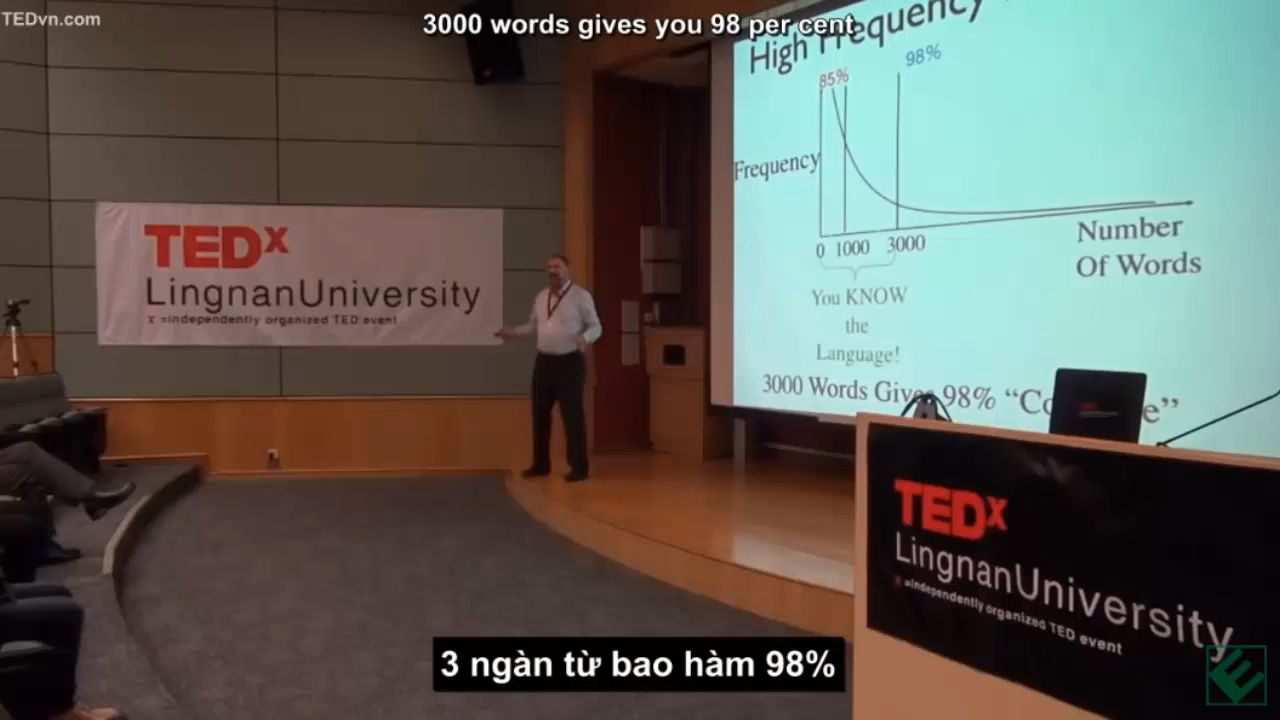 TEDvn.com
3000 words gives you 98 per cent
High Frequency
85%
98%
Frequency
0 1000 3000
Number
Of Words
You KNOW
the
Language!
3000 Words Gives 98%
TEDx
LingnanUniversity
x =independently organized TED event
TEDx
LingnanUniversity
x =independently organized TED event
3 ngàn từ bao hàm 98%